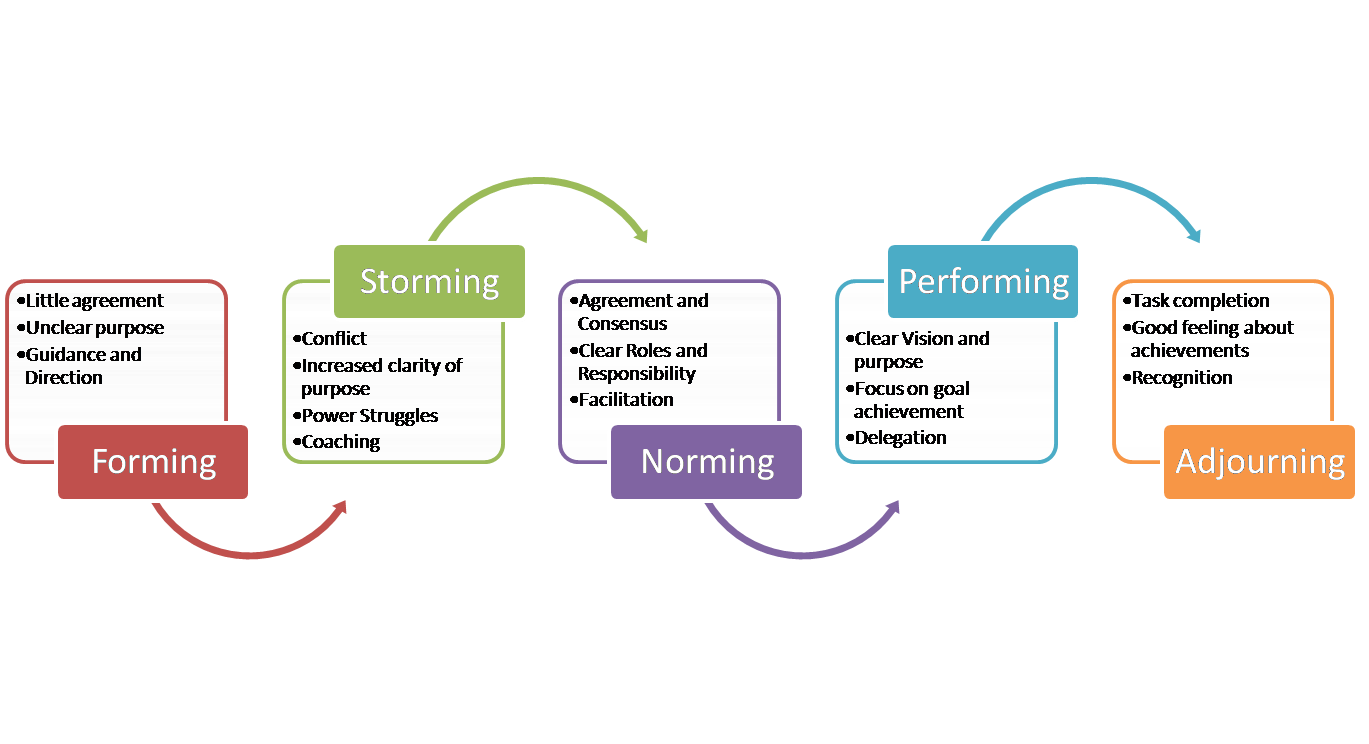 •Little agreement
•Unclear purpose
•Guidance and
Direction
Forming
Storming
•Conflict
•Increased clarity of
purpose
•Power Struggles
•Coaching
•Agreement and
Consensus
•Clear Roles and
Responsibility
•Facilitation
Norming
Performing
•Clear Vision and
purpose
•Focus on goal
achievement
•Delegation
•Task completion
•Good feeling about
achievements
•Recognition
Adjourning